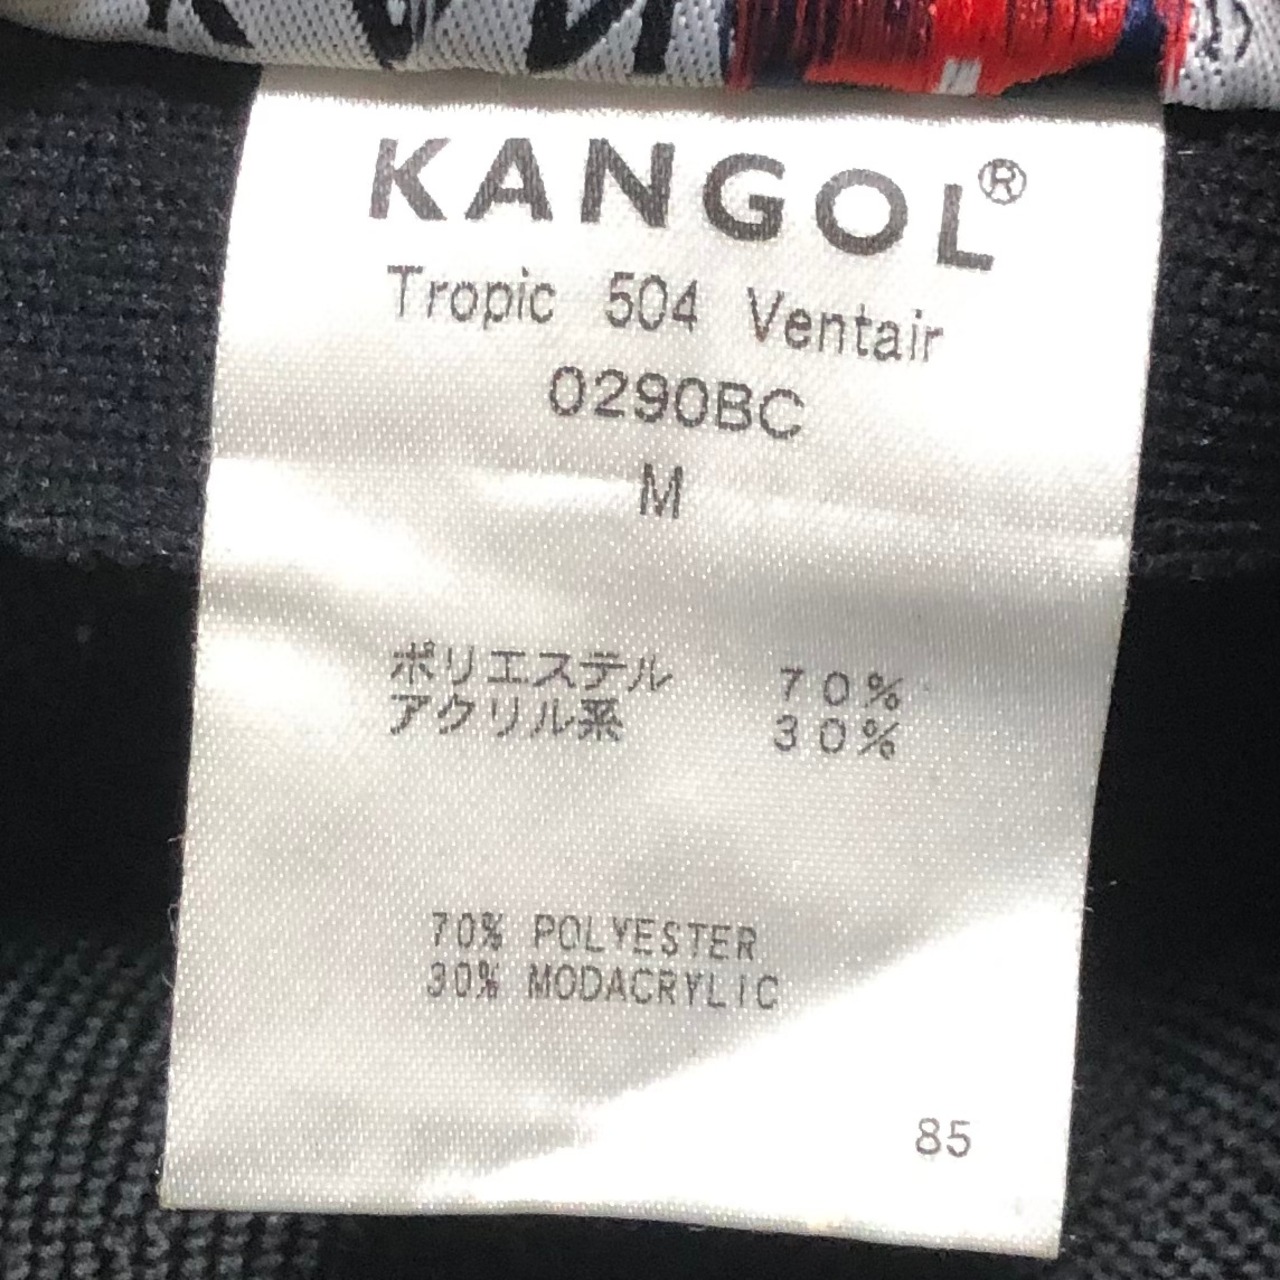 KANGOL®
Tropic 504 Ventair
0290BC
M
ポリエステル 70%
アクリル系 30%
70% POLYESTER
30% MODACRYLIC
85